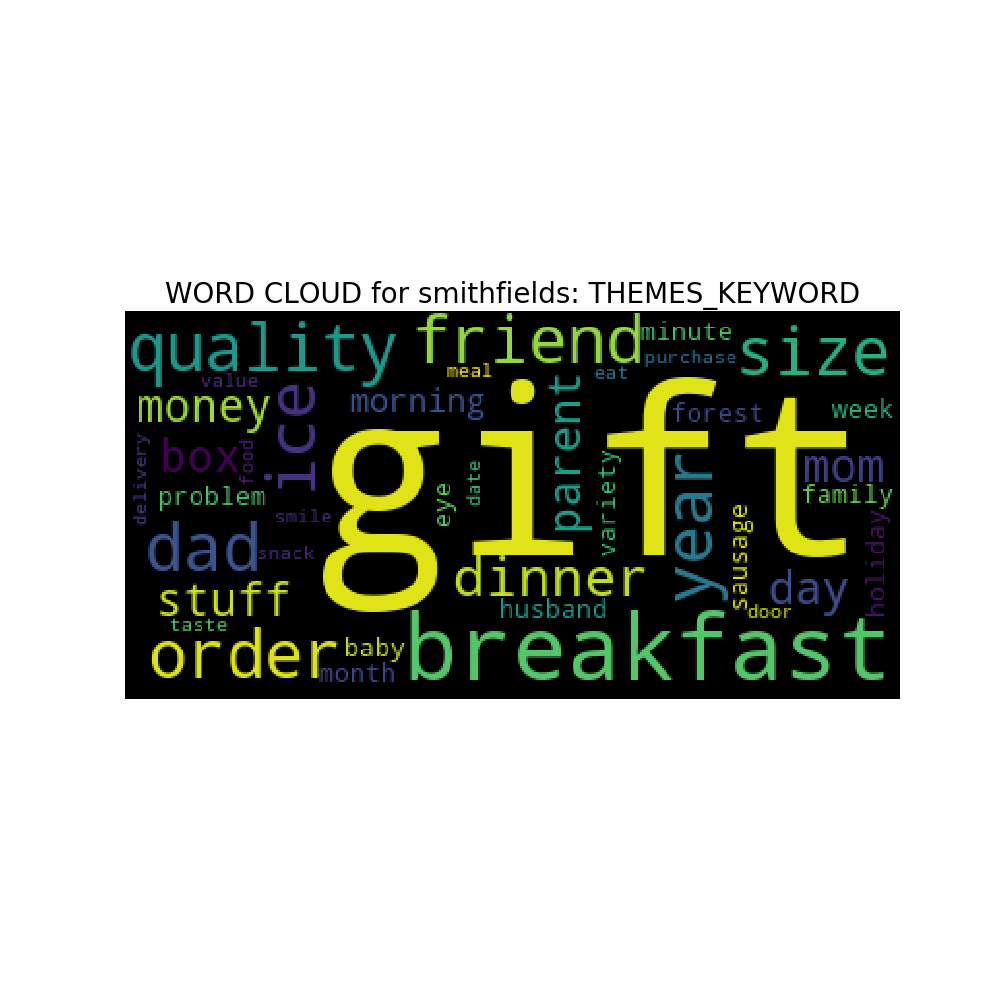 WORD CLOUD for smithfields: THEMES_KEYWORD
quality
friend
minute
size
purchase
value
meal
eat
money
ice
morning
parent
forest
week
gift
box
food
delivery
problem
eye
date
variety
year
mom
family
smile
dad
snack
sausage
holiday
dinner
day
stuff
husband
door
taste
order
baby
month
breakfast